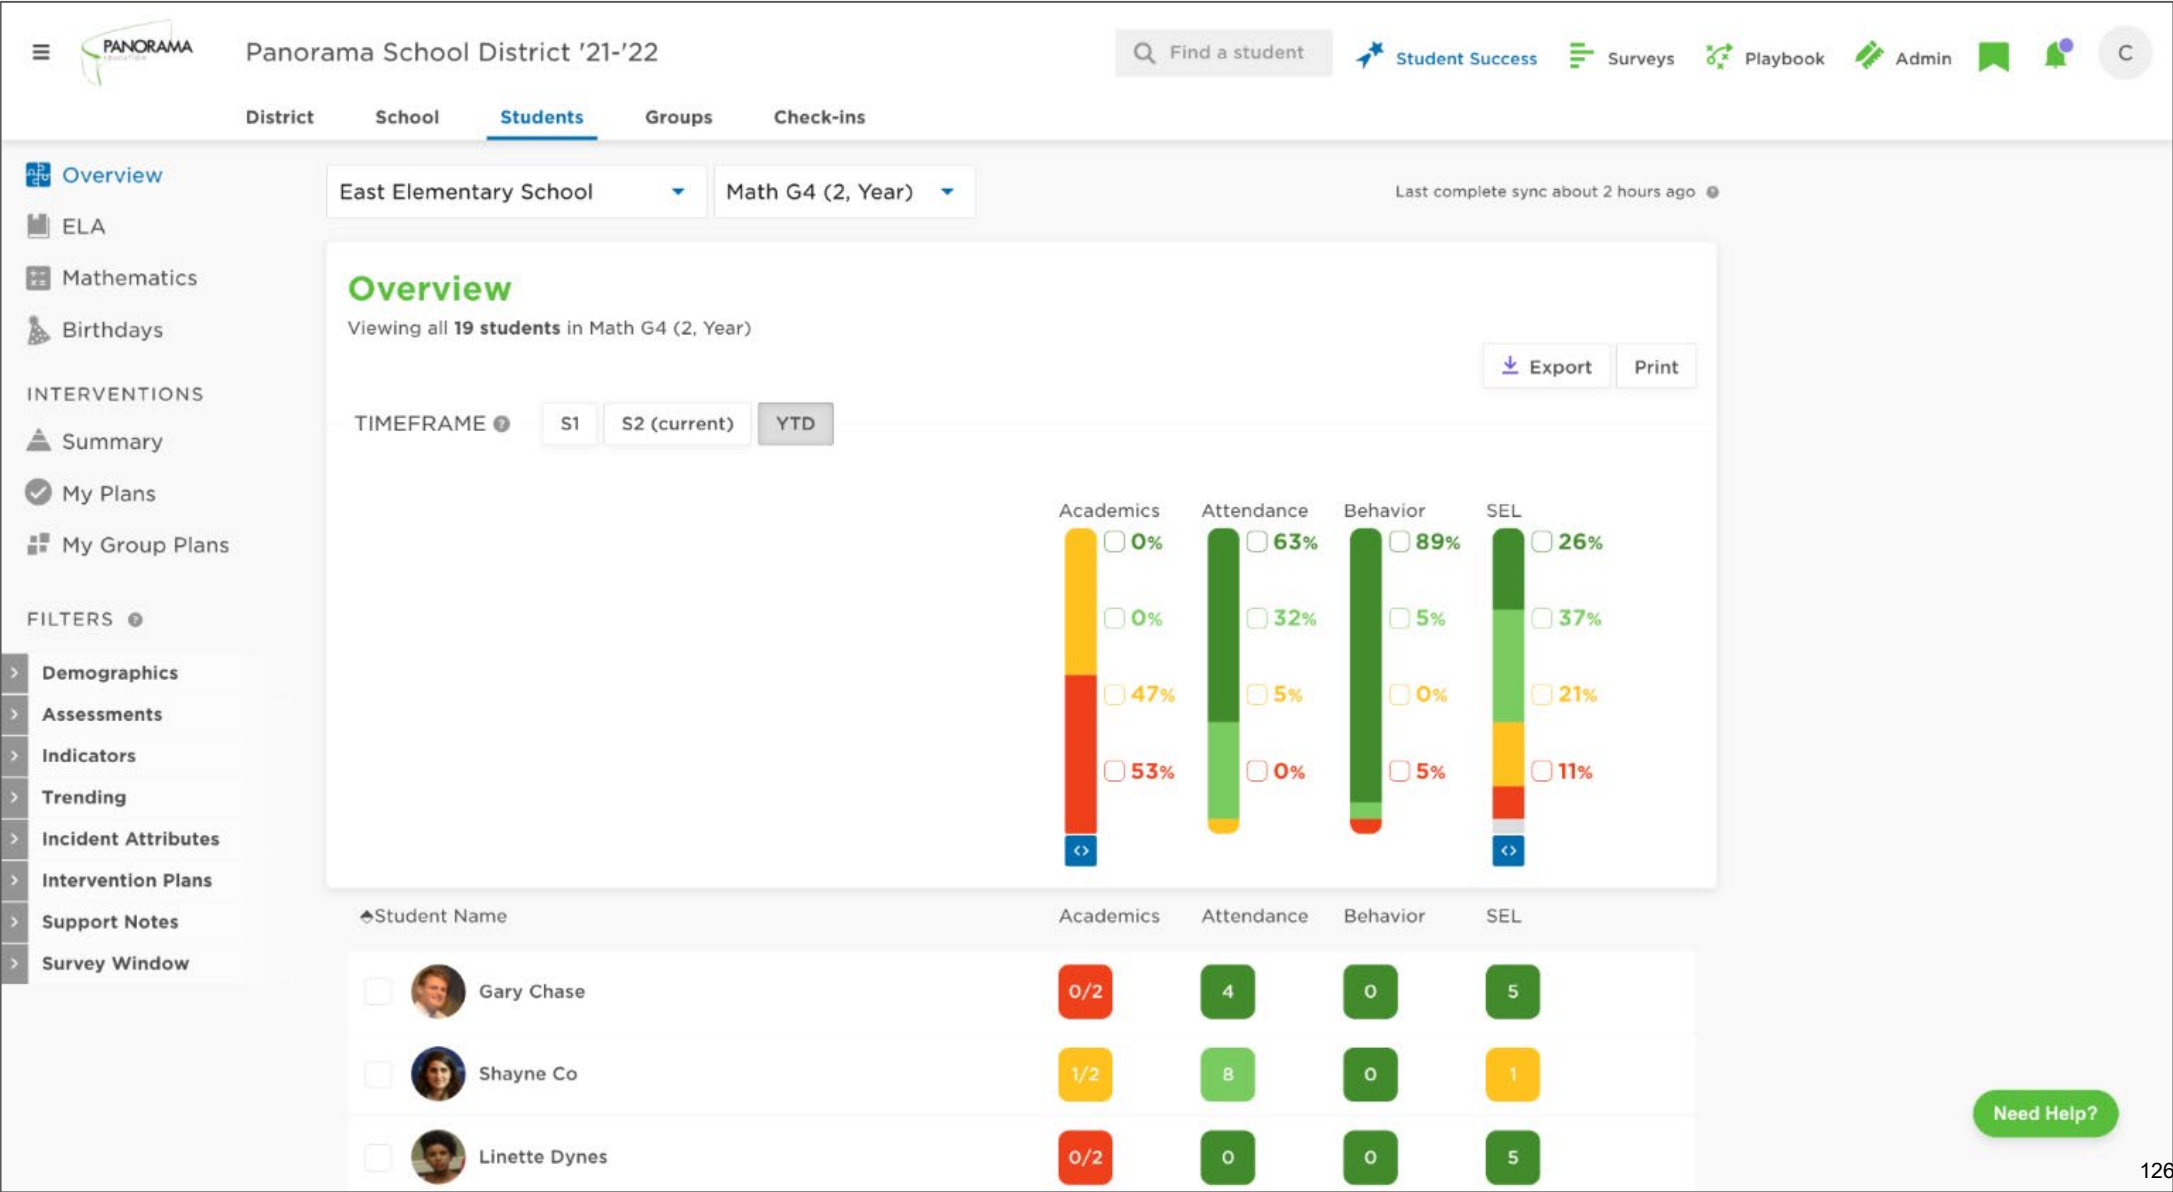 PANORAMA
EDUCATION
Panorama School District '21-'22
Find a student
Student Success
Surveys
Playbook
Admin
C
District
School
Students
Groups
Check-ins
Overview
ELA
Mathematics
Birthdays
INTERVENTIONS
Summary
My Plans
My Group Plans
FILTERS
Demographics
Assessments
Indicators
Trending
Incident Attributes
Intervention Plans
Support Notes
Survey Window
East Elementary School
Math G4 (2, Year)
Last complete sync about 2 hours ago
Overview
Viewing all 19 students in Math G4 (2, Year)
Export
Print
TIMEFRAME
S1
S2 (current)
YTD
Academics Attendance Behavior SEL
0% 63% 89% 26%
0% 32% 5% 37%
47% 5% 0% 21%
53% 0% 5% 11%
Student Name Academics Attendance Behavior SEL
Gary Chase 0/2 4 0 5
Shayne Co 1/2 8 0 1
Linette Dynes 0/2 0 0 5
Need Help?
126